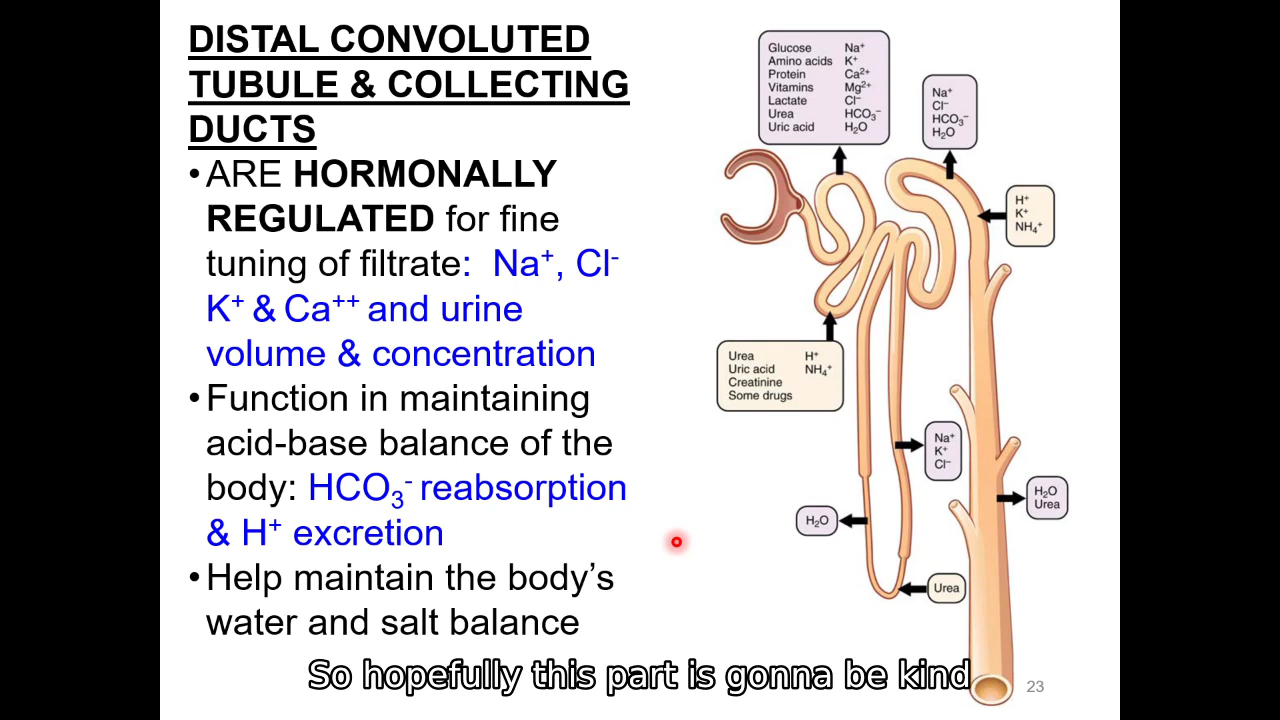 DISTAL CONVOLUTED
TUBULE & COLLECTING
DUCTS
•ARE HORMONALLY
REGULATED for fine
tuning of filtrate: Na⁺, Cl⁻
K⁺ & Ca⁺⁺ and urine
volume & concentration
•Function in maintaining
acid-base balance of the
body: HCO₃⁻ reabsorption
& H⁺ excretion
•Help maintain the body’s
water and salt balance
Glucose Na⁺
Amino acids K⁺
Protein Ca²⁺
Vitamins Mg²⁺
Lactate Cl⁻
Urea HCO₃⁻
Uric acid H₂O
Na⁺
Cl⁻
HCO₃⁻
H₂O
H⁺
K⁺
NH₄⁺
Urea H⁺
Uric acid NH₄⁺
Creatinine
Some drugs
Na⁺
K⁺
Cl⁻
H₂O
Urea
H₂O
Urea
So hopefully this part is gonna be kind
23